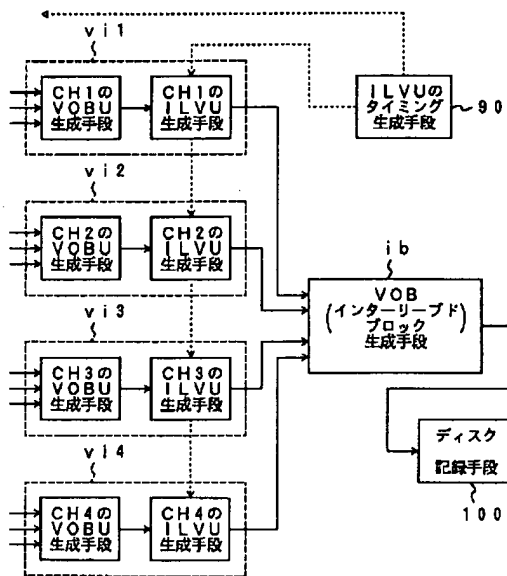 vi1
CH1の
VOBU
生成手段
CH1の
ILVU
生成手段
ILVUの
タイミング
生成手段
90
vi2
CH2の
VOBU
生成手段
CH2の
ILVU
生成手段
ib
VOB
(インターリーブド
ブロック)
生成手段
vi3
CH3の
VOBU
生成手段
CH3の
ILVU
生成手段
ディスク
記録手段
100
vi4
CH4の
VOBU
生成手段
CH4の
ILVU
生成手段